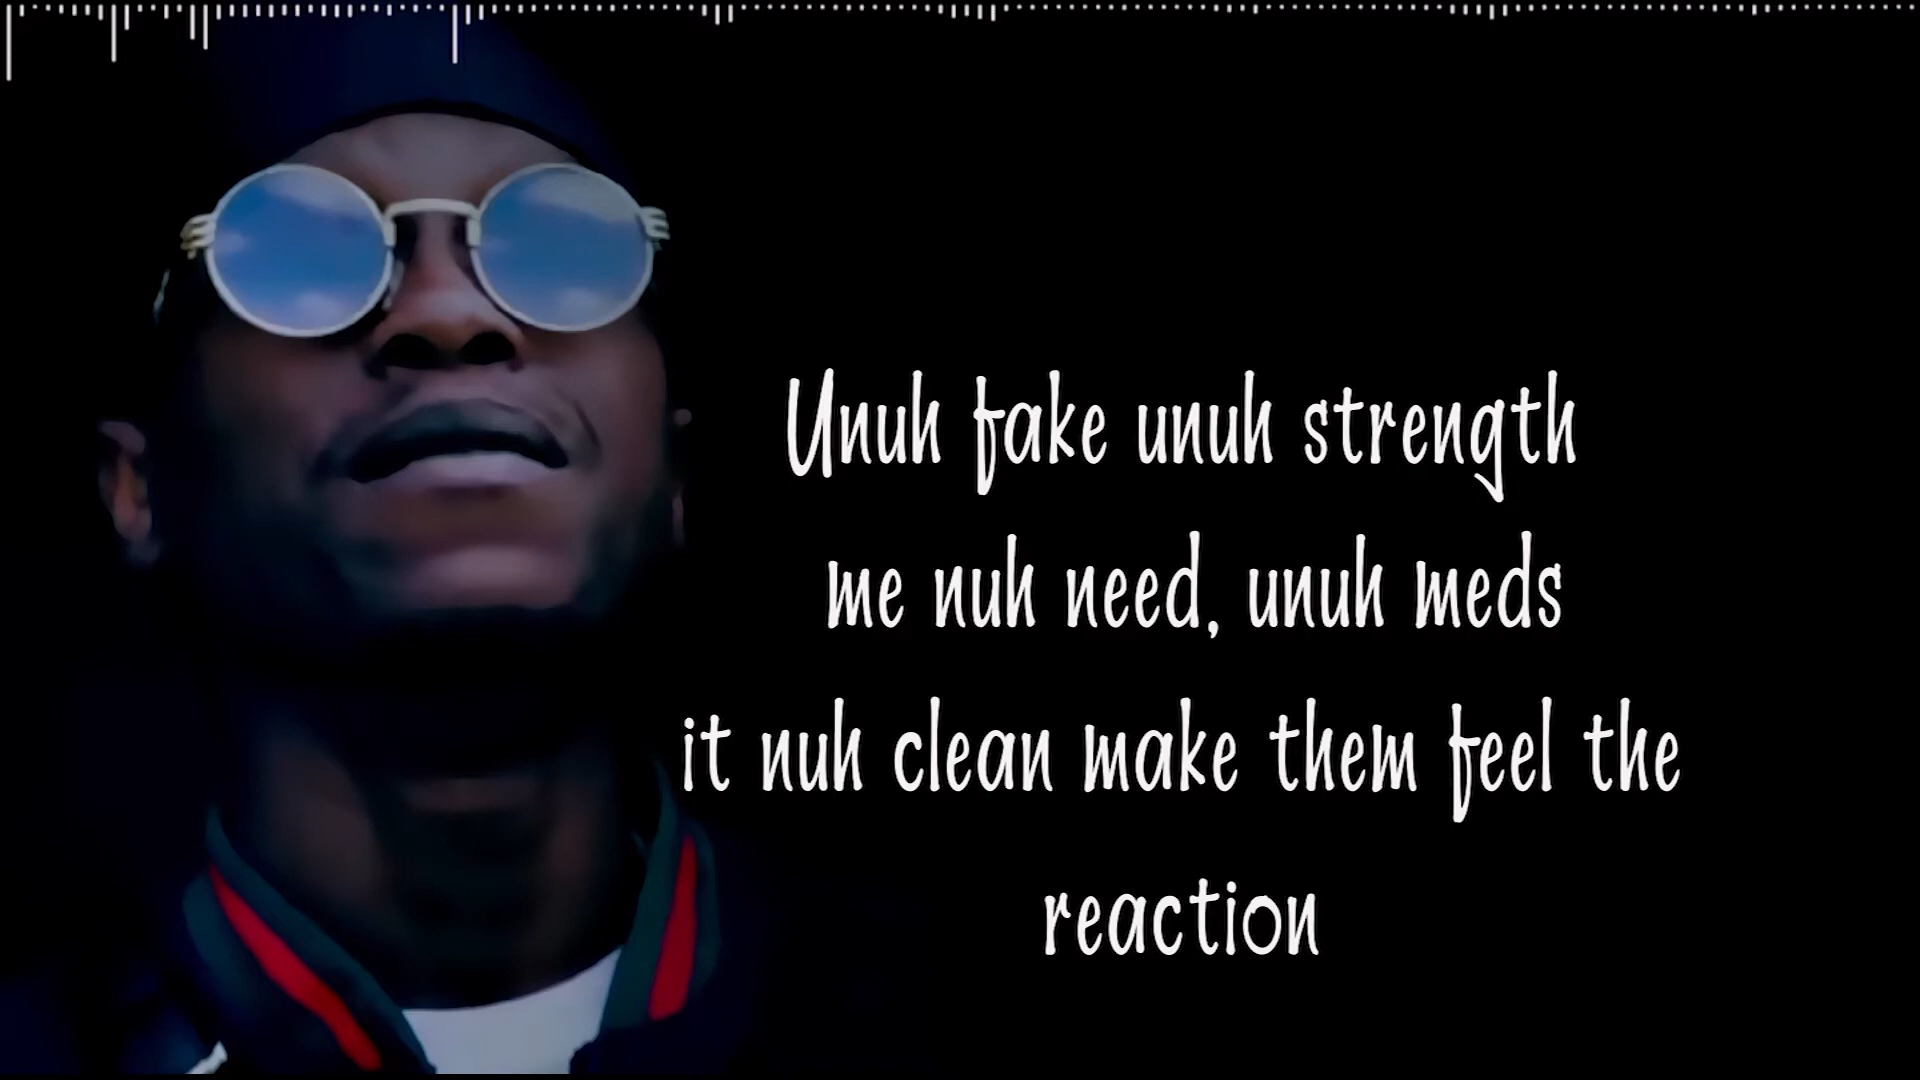 Unuh fake unuh strength
me nuh need, unuh meds
it nuh clean make them feel the
reaction